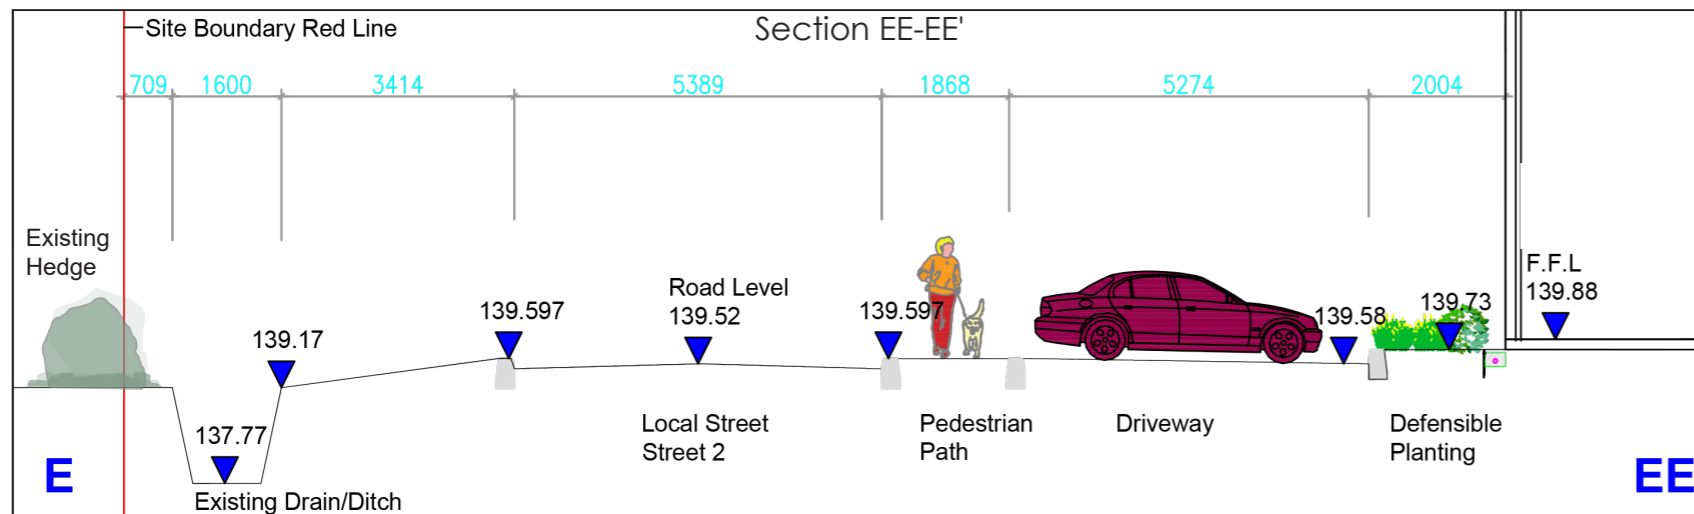 Section EE-EE'
Site Boundary Red Line
709 1600 3414 5389 1868 5274 2004
Existing
Hedge
139.17
137.77
Existing Drain/Ditch
139.597
Road Level
139.52
139.597
139.58
139.73
F.F.L
139.88
Local Street
Street 2
Pedestrian
Path
Driveway
Defensible
Planting
E
EE